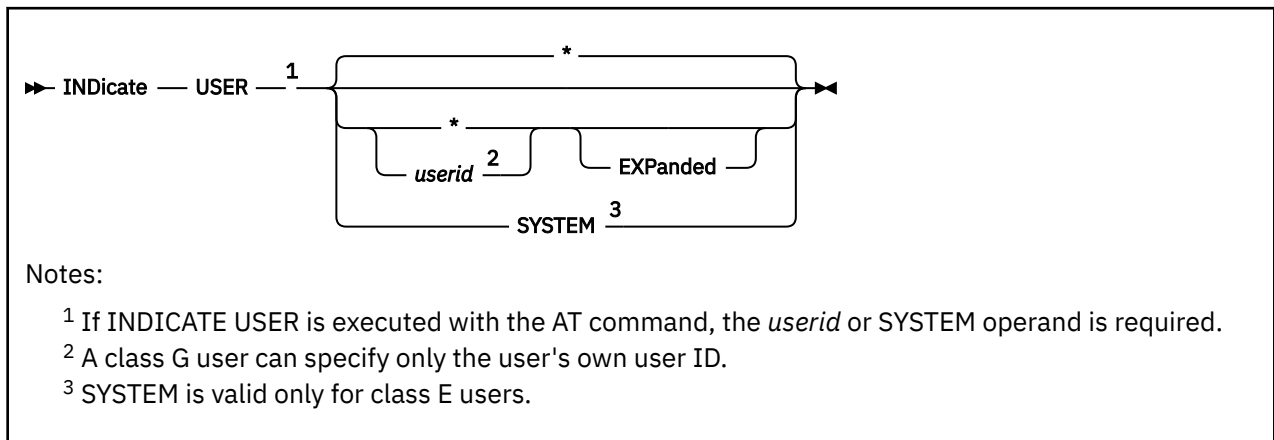 *
INDicate — USER — 1
*
userid 2 EXPanded
SYSTEM 3
Notes:
1 If INDICATE USER is executed with the AT command, the userid or SYSTEM operand is required.
2 A class G user can specify only the user's own user ID.
3 SYSTEM is valid only for class E users.